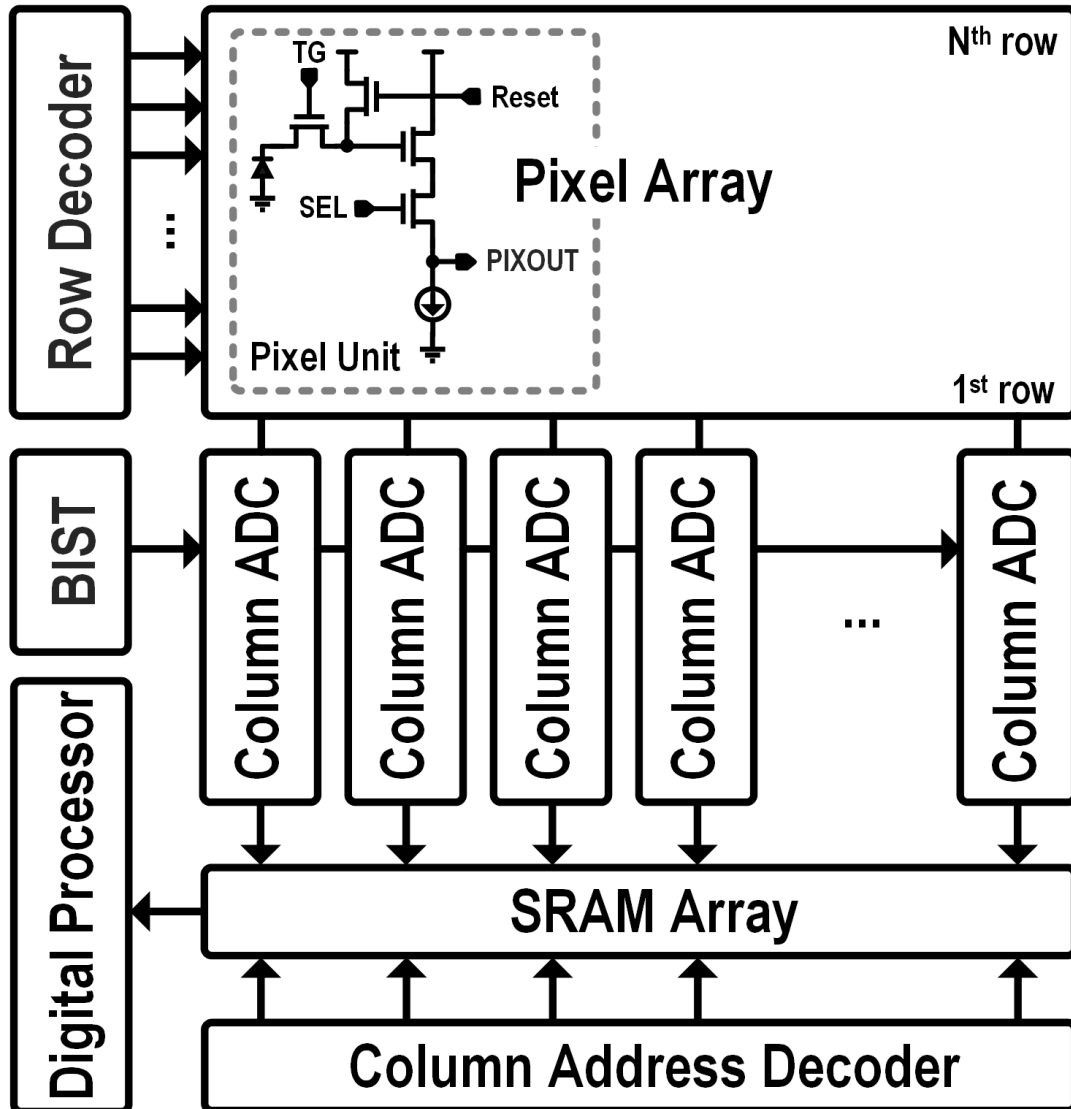 Row Decoder
Nth row
TG
Reset
Pixel Array
SEL
PIXOUT
Pixel Unit
1st row
...
BIST
Column ADC
Column ADC
Column ADC
Column ADC
...
Column ADC
Digital Processor
SRAM Array
Column Address Decoder